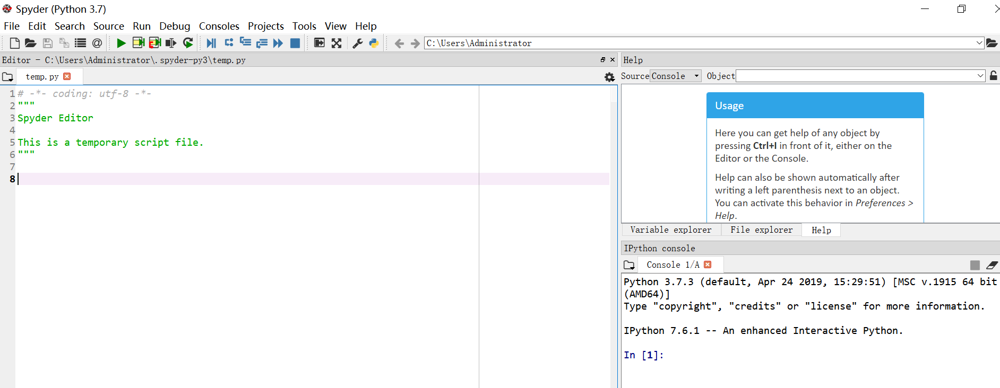 Spyder (Python 3.7)
File Edit Search Source Run Debug Consoles Projects Tools View Help
C:\Users\Administrator
Editor - C:\Users\Administrator\.spyder-py3\temp.py
temp.py
1 # -*- coding: utf-8 -*-
2 """
3 Spyder Editor
4
5 This is a temporary script file.
6 """
7
8
Help
Source Console Object
Usage
Here you can get help of any object by
pressing Ctrl+I in front of it, either on the
Editor or the Console.
Help can also be shown automatically after
writing a left parenthesis next to an object.
You can activate this behavior in Preferences >
Help.
Variable explorer File explorer Help
IPython console
Console 1/A
Python 3.7.3 (default, Apr 24 2019, 15:29:51) [MSC v.1915 64 bit
(AMD64)]
Type "copyright", "credits" or "license" for more information.
IPython 7.6.1 -- An enhanced Interactive Python.
In [1]: